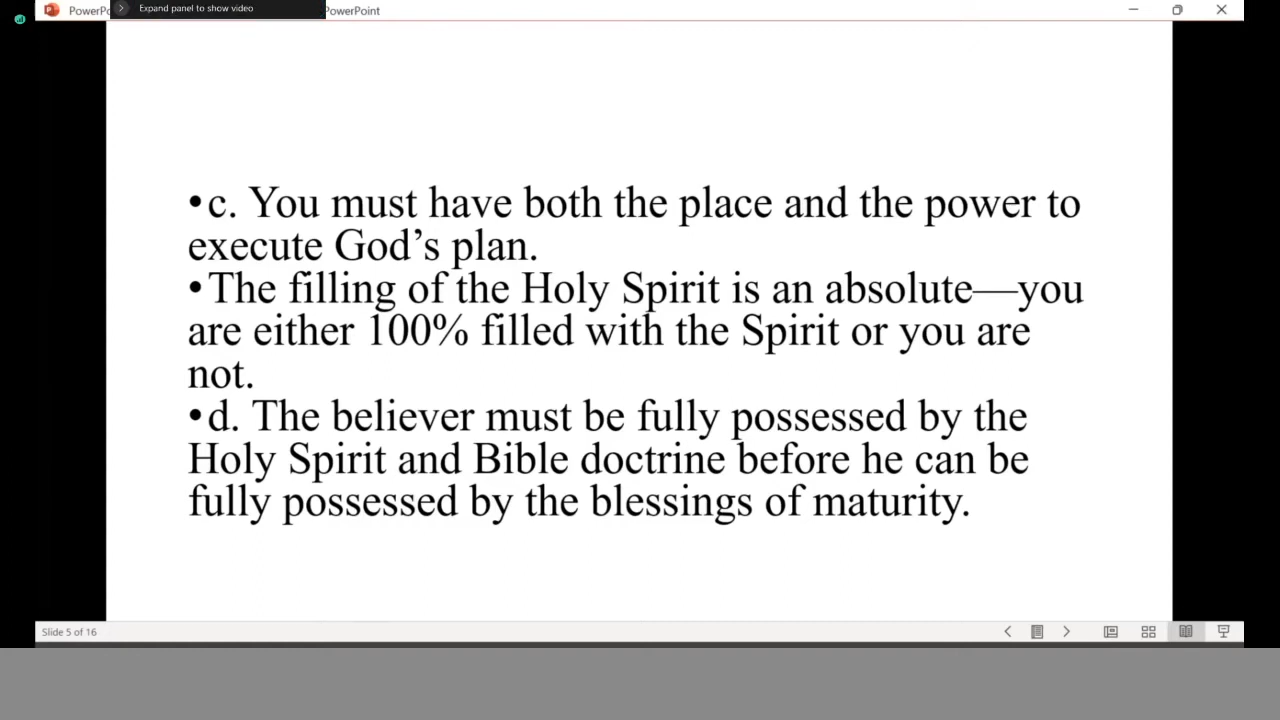 PowerPo
Expand panel to show video
PowerPoint
•c. You must have both the place and the power to
execute God’s plan.
•The filling of the Holy Spirit is an absolute—you
are either 100% filled with the Spirit or you are
not.
•d. The believer must be fully possessed by the
Holy Spirit and Bible doctrine before he can be
fully possessed by the blessings of maturity.
Slide 5 of 16